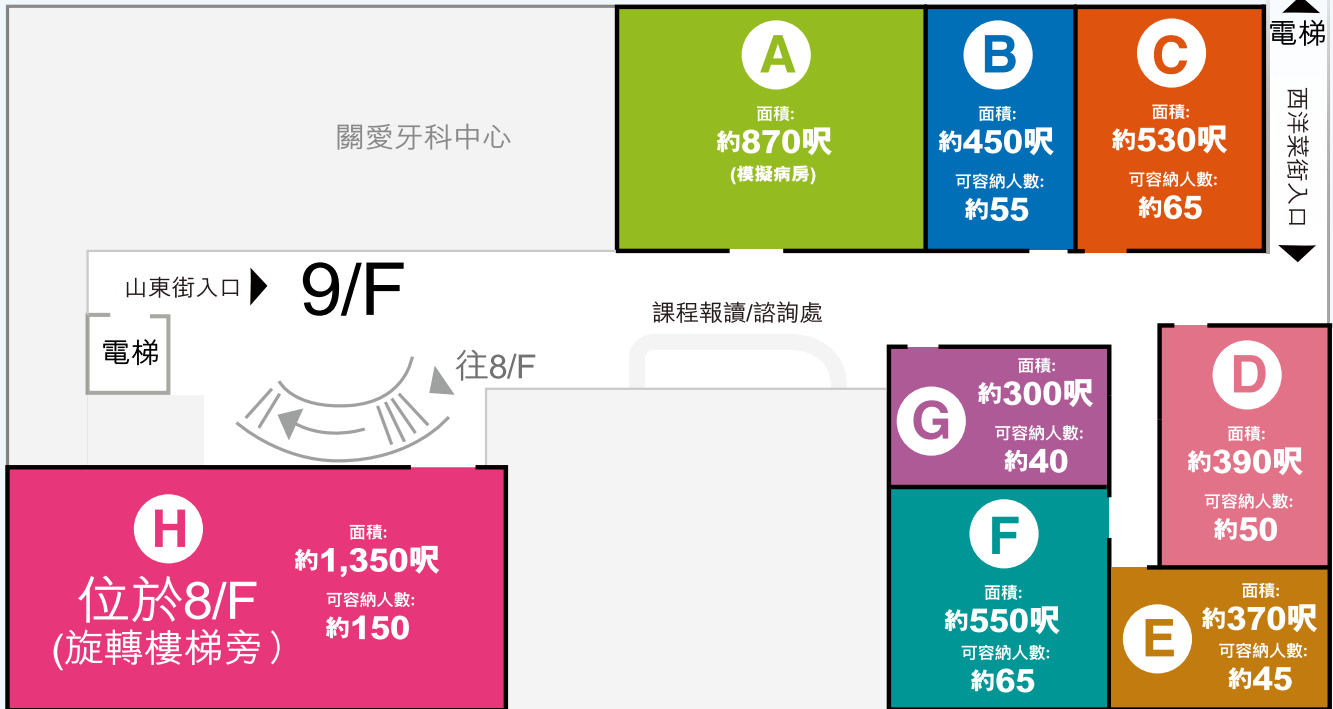 關愛牙科中心
A
面積:
約870呎
(模擬病房)
B
面積:
約450呎
可容納人數:
約55
C
面積:
約530呎
可容納人數:
約65
電梯
西洋菜街入口
山東街入口
9/F
課程報讀/諮詢處
電梯
往8/F
G
面積:
約300呎
可容納人數:
約40
D
面積:
約390呎
可容納人數:
約50
H
位於8/F
(旋轉樓梯旁）
面積:
約1,350呎
可容納人數:
約150
F
面積:
約550呎
可容納人數:
約65
E
面積:
約370呎
可容納人數:
約45